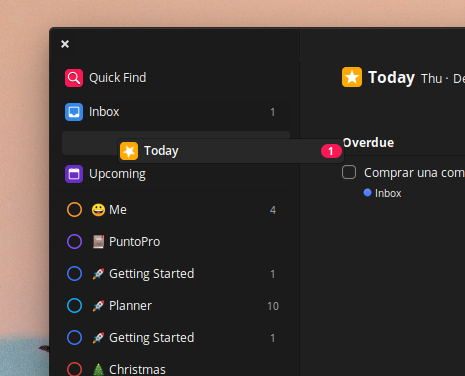 Quick Find
Inbox 1
Today 1
Upcoming
😀 Me 4
📔 PuntoPro
🚀 Getting Started 1
🚀 Planner 10
🚀 Getting Started 1
🎄 Christmas
Today Thu · De
Overdue
Comprar una com
Inbox